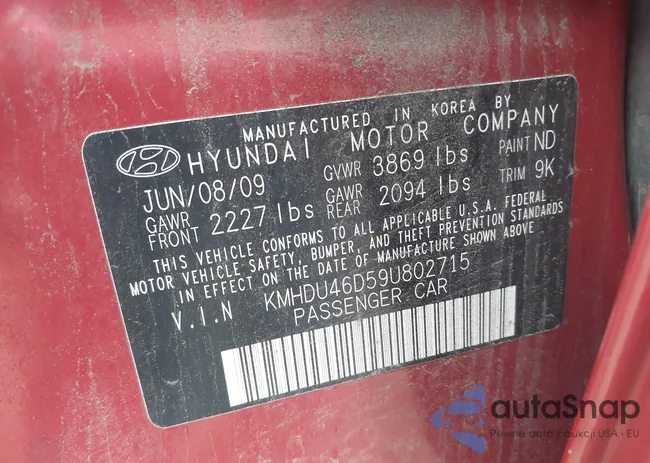 MANUFACTURED IN KOREA BY
HYUNDAI MOTOR COMPANY
JUN/08/09 GVWR 3869 lbs PAINT ND
GAWR FRONT 2227 lbs GAWR REAR 2094 lbs TRIM 9K
THIS VEHICLE CONFORMS TO ALL APPLICABLE U.S.A. FEDERAL
MOTOR VEHICLE SAFETY, BUMPER, AND THEFT PREVENTION STANDARDS
IN EFFECT ON THE DATE OF MANUFACTURE SHOWN ABOVE.
V.I.N KMHDU46D59U802715
PASSENGER CAR
autaSnap
Pewne auto z aukcji USA i EU